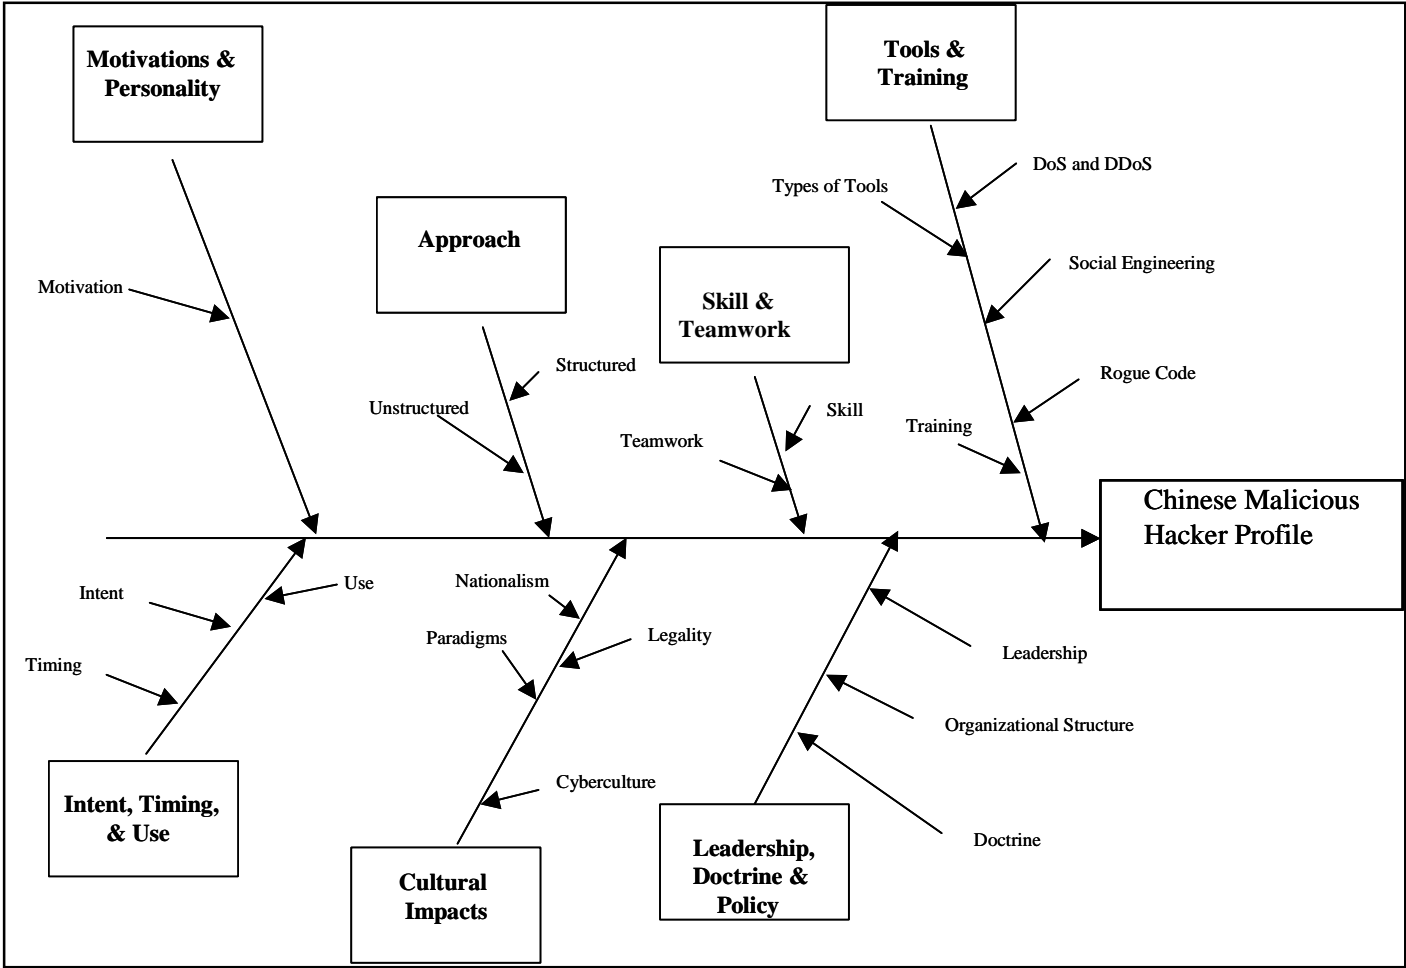 Motivations &
Personality
Tools &
Training
DoS and DDoS
Types of Tools
Approach
Social Engineering
Motivation
Skill &
Teamwork
Structured
Rogue Code
Unstructured
Skill
Training
Teamwork
Chinese Malicious
Hacker Profile
Nationalism
Use
Intent
Paradigms
Legality
Leadership
Timing
Organizational Structure
Cyberculture
Intent, Timing,
& Use
Doctrine
Leadership,
Doctrine &
Policy
Cultural
Impacts